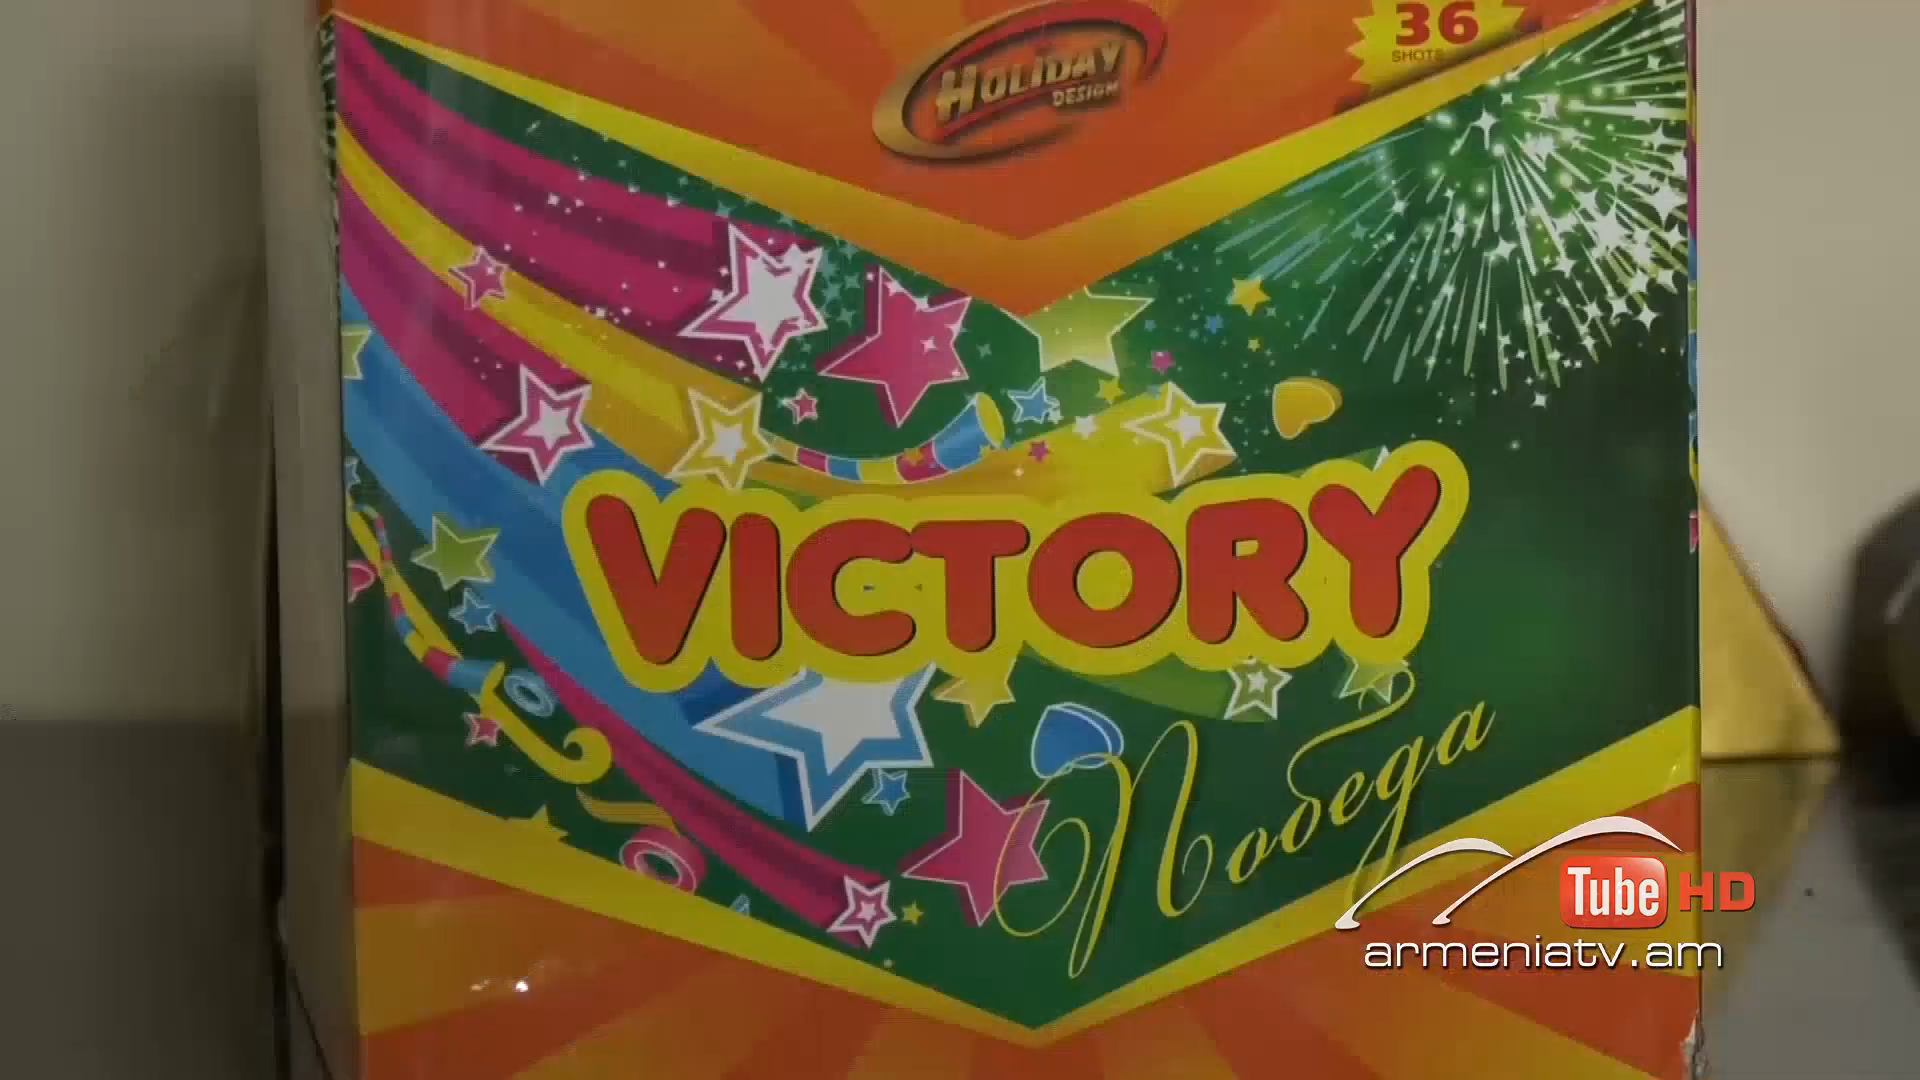 36
SHOTS
HOLIDAY
DESIGN
VICTORY
Победа
Tube HD
armeniatv.am